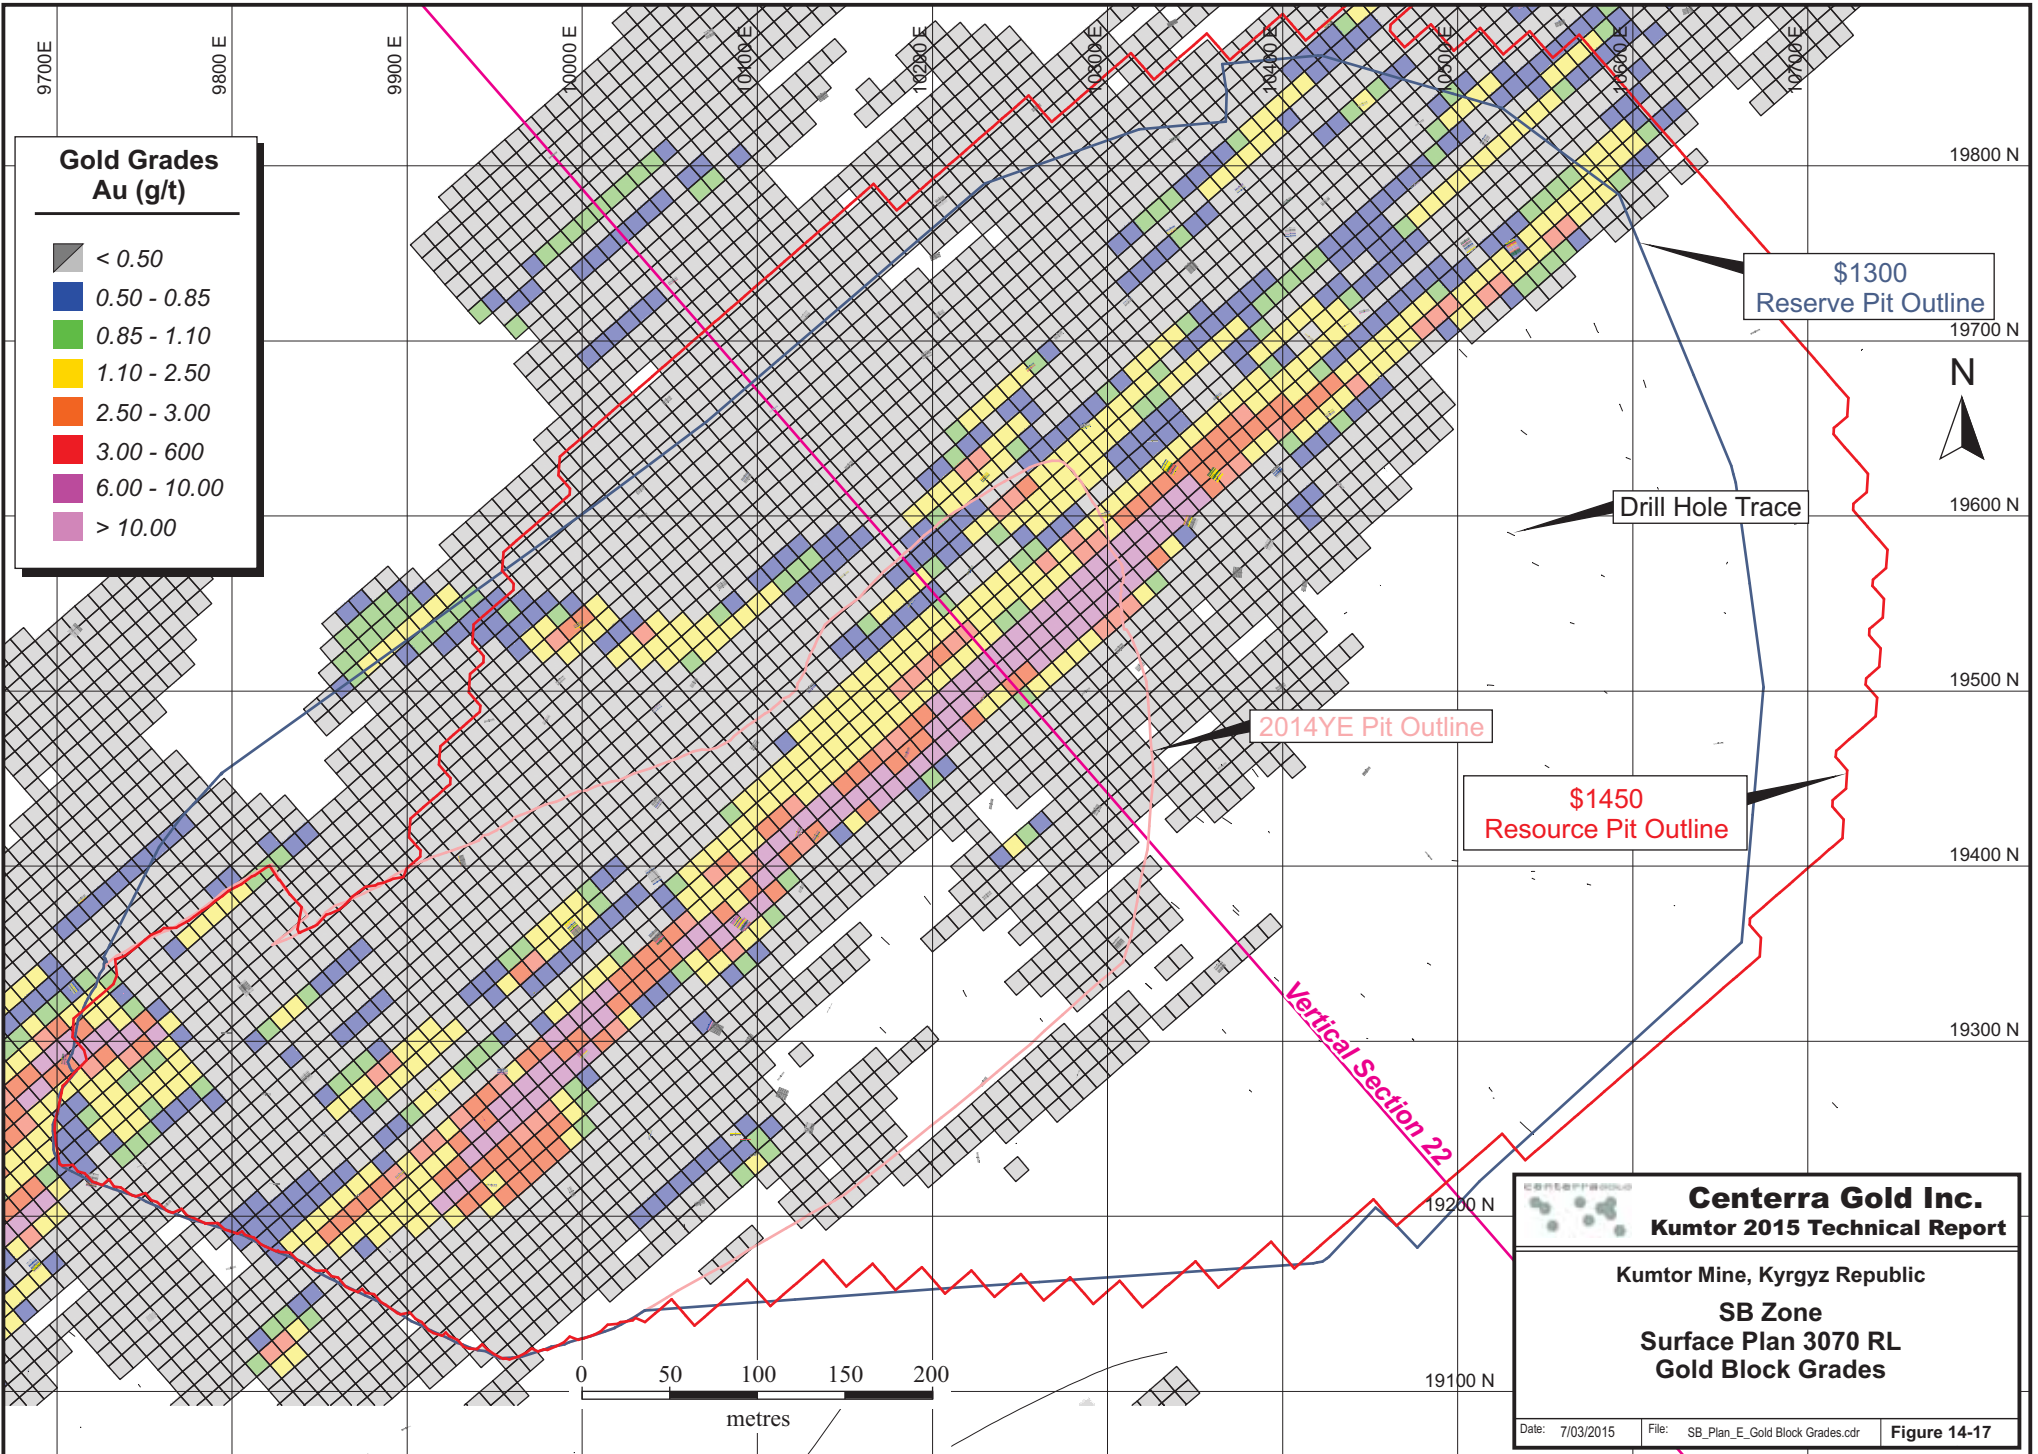 9700E
9800 E
9900 E
10000 E
10100 E
10200 E
10300 E
10400 E
10500 E
10600 E
10700 E
Gold Grades
Au (g/t)
< 0.50
0.50 - 0.85
0.85 - 1.10
1.10 - 2.50
2.50 - 3.00
3.00 - 600
6.00 - 10.00
> 10.00
19800 N
$1300
Reserve Pit Outline
19700 N
N
Drill Hole Trace
19600 N
19500 N
2014YE Pit Outline
$1450
Resource Pit Outline
19400 N
19300 N
Vertical Section 22
19200 N
19100 N
0 50 100 150 200
metres
centerraGOLD
Centerra Gold Inc.
Kumtor 2015 Technical Report
Kumtor Mine, Kyrgyz Republic
SB Zone
Surface Plan 3070 RL
Gold Block Grades
Date: 7/03/2015 File: SB_Plan_E_Gold Block Grades.cdr Figure 14-17